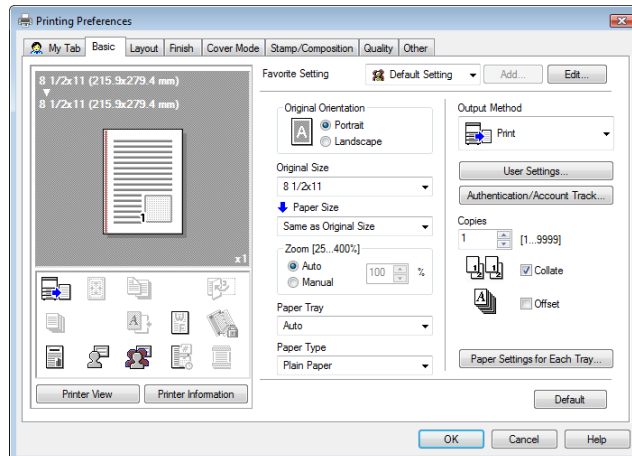 Printing Preferences
My Tab Basic Layout Finish Cover Mode Stamp/Composition Quality Other
8 1/2x11 (215.9x279.4 mm)
8 1/2x11 (215.9x279.4 mm)
1
x1
Printer View Printer Information
Favorite Setting Default Setting Add... Edit...
Original Orientation
A Portrait
Landscape
Original Size
8 1/2x11
Paper Size
Same as Original Size
Zoom [25...400%]
Auto
Manual 100 %
Paper Tray
Auto
Paper Type
Plain Paper
Output Method
Print
User Settings...
Authentication/Account Track...
Copies
1 [1...9999]
Collate
Offset
Paper Settings for Each Tray...
Default
OK Cancel Help